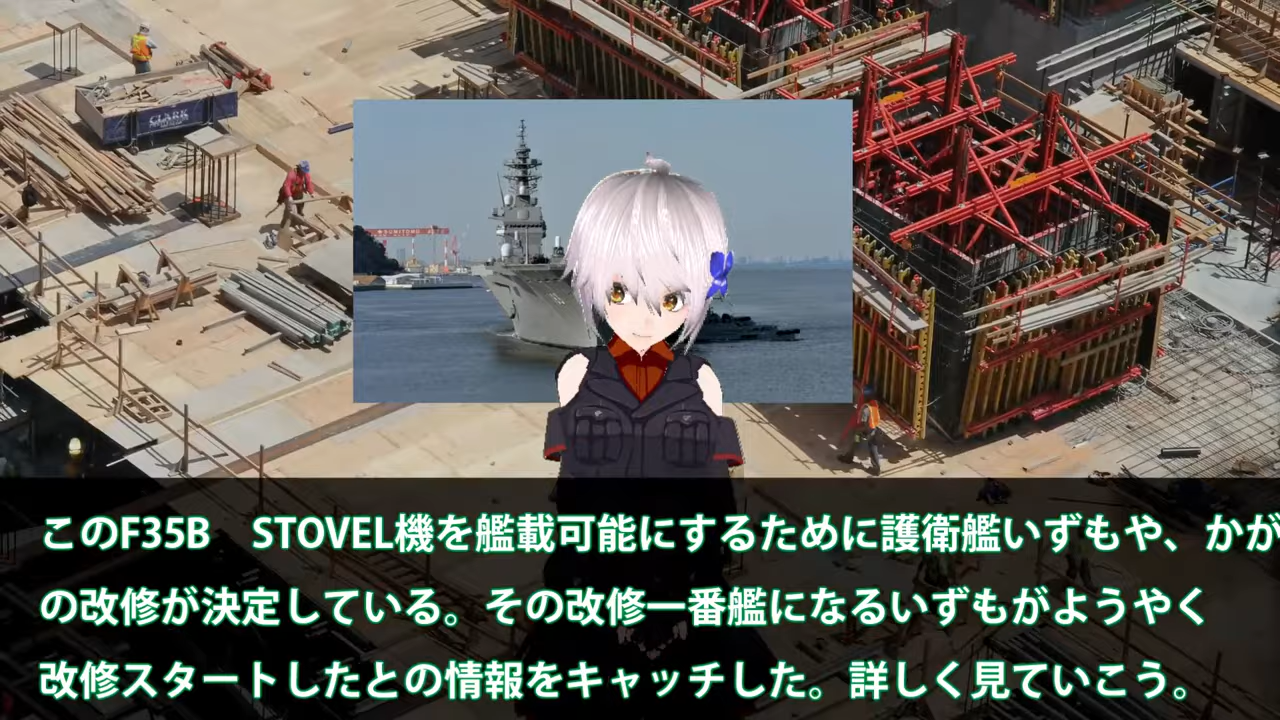 CLARK
SUMITOMO
このF35B　STOVEL機を艦載可能にするために護衛艦いずもや、かが
の改修が決定している。その改修一番艦になるいずもがようやく
改修スタートしたとの情報をキャッチした。詳しく見ていこう。